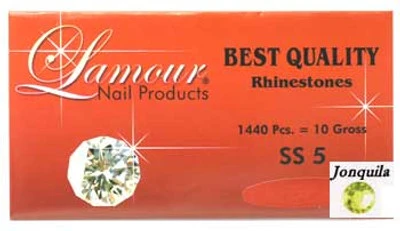 Lamour®
Nail Products
BEST QUALITY
Rhinestones
1440 Pcs. = 10 Gross
SS 5
Jonquila